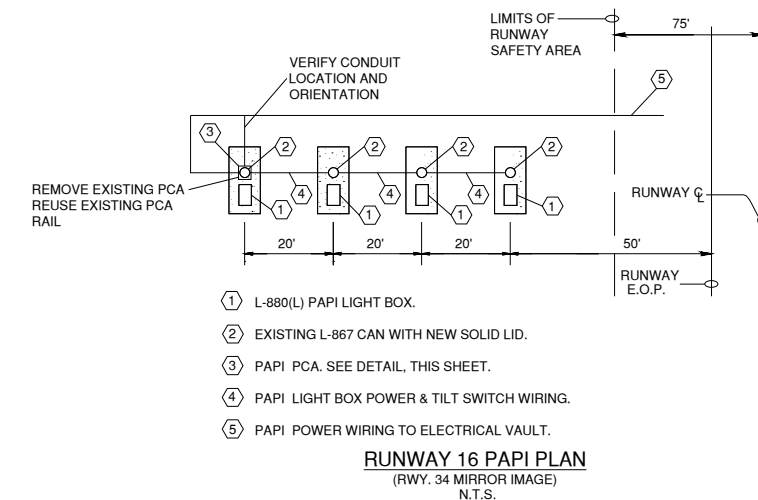 LIMITS OF
RUNWAY
SAFETY AREA
75'
VERIFY CONDUIT
LOCATION AND
ORIENTATION
5
3
2
2
2
2
REMOVE EXISTING PCA
REUSE EXISTING PCA
RAIL
4
4
4
1
1
1
1
RUNWAY ℄
20'
20'
20'
50'
RUNWAY
E.O.P.
1 L-880(L) PAPI LIGHT BOX.
2 EXISTING L-867 CAN WITH NEW SOLID LID.
3 PAPI PCA. SEE DETAIL, THIS SHEET.
4 PAPI LIGHT BOX POWER & TILT SWITCH WIRING.
5 PAPI POWER WIRING TO ELECTRICAL VAULT.
RUNWAY 16 PAPI PLAN
(RWY. 34 MIRROR IMAGE)
N.T.S.